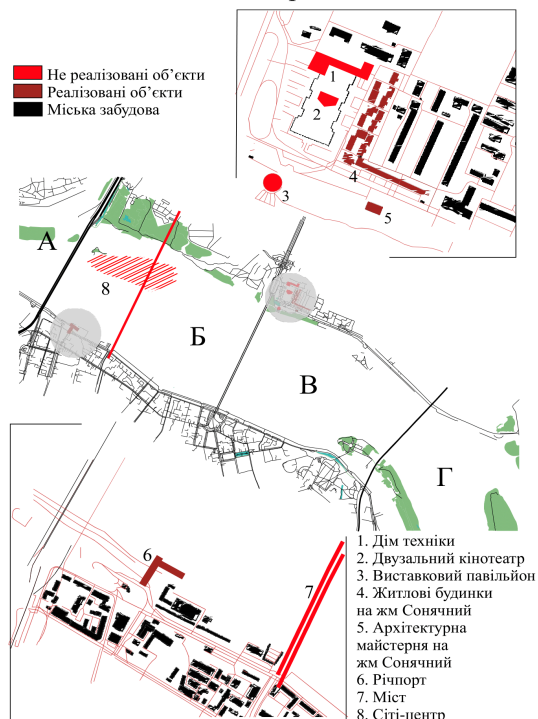 Не реалізовані об’єкти
Реалізовані об’єкти
Міська забудова
1
2
3
4
5
А
8
Б
В
Г
6
7
1. Дім техніки
2. Двузальний кінотеатр
3. Виставковий павільйон
4. Житлові будинки
на жм Сонячний
5. Архітектурна
майстерня на
жм Сонячний
6. Річпорт
7. Міст
8. Сіті-центр